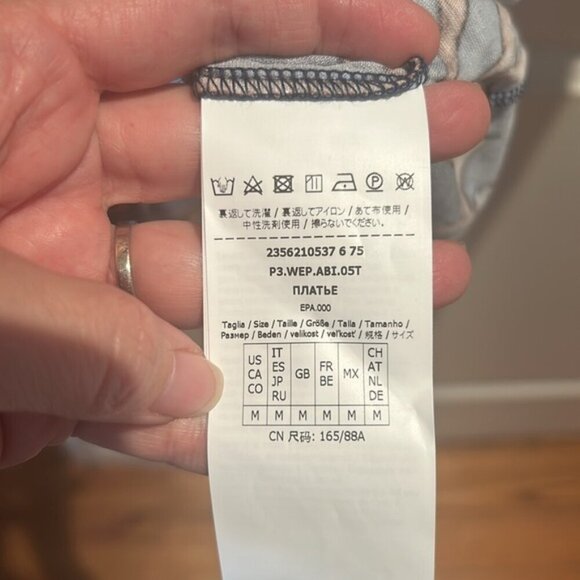 裏返して洗濯 / 裏返してアイロン / あて布使用 /
中性洗剤使用 / 擦らないでください。
2356210537 6 75
P3.WEP.ABI.05T
ПЛАТЬЕ
EPA.000
Taglia / Size / Taille / Größe / Talla / Tamanho /
Размер / Beden / velikost / veľkosť / 规格 / サイズ
US CA CO IT ES JP RU GB FR BE MX CH AT NL DE
M M M M M M
CN 尺码: 165/88A